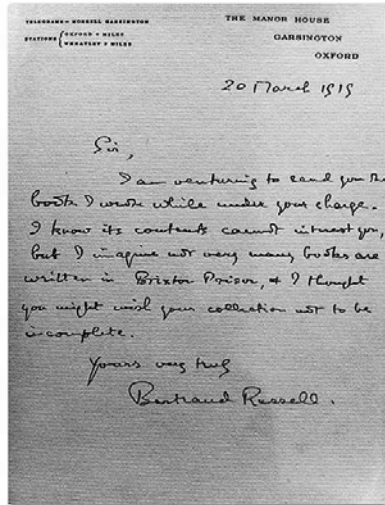 TELEGRAMS – MORRELL GARSINGTON
STATIONS { OXFORD 5 MILES
WHEATLEY 3 MILES
THE MANOR HOUSE
GARSINGTON
OXFORD
20 March 1919
Sir,
I am venturing to send you the
book I wrote while under your charge.
I know its contents cannot interest you,
but I imagine not very many books are
written in Brixton Prison, & I thought
you might wish your collection not to be
incomplete.
Yours very truly
Bertrand Russell.